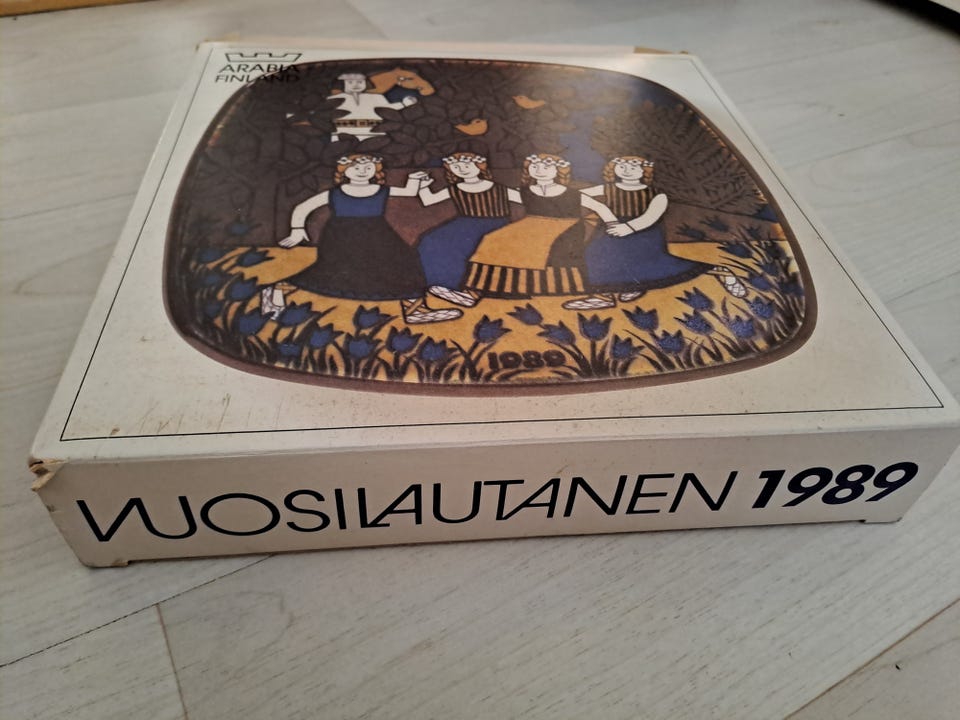 ARABIA
FINLAND
1989
VUOSILAUTANEN 1989